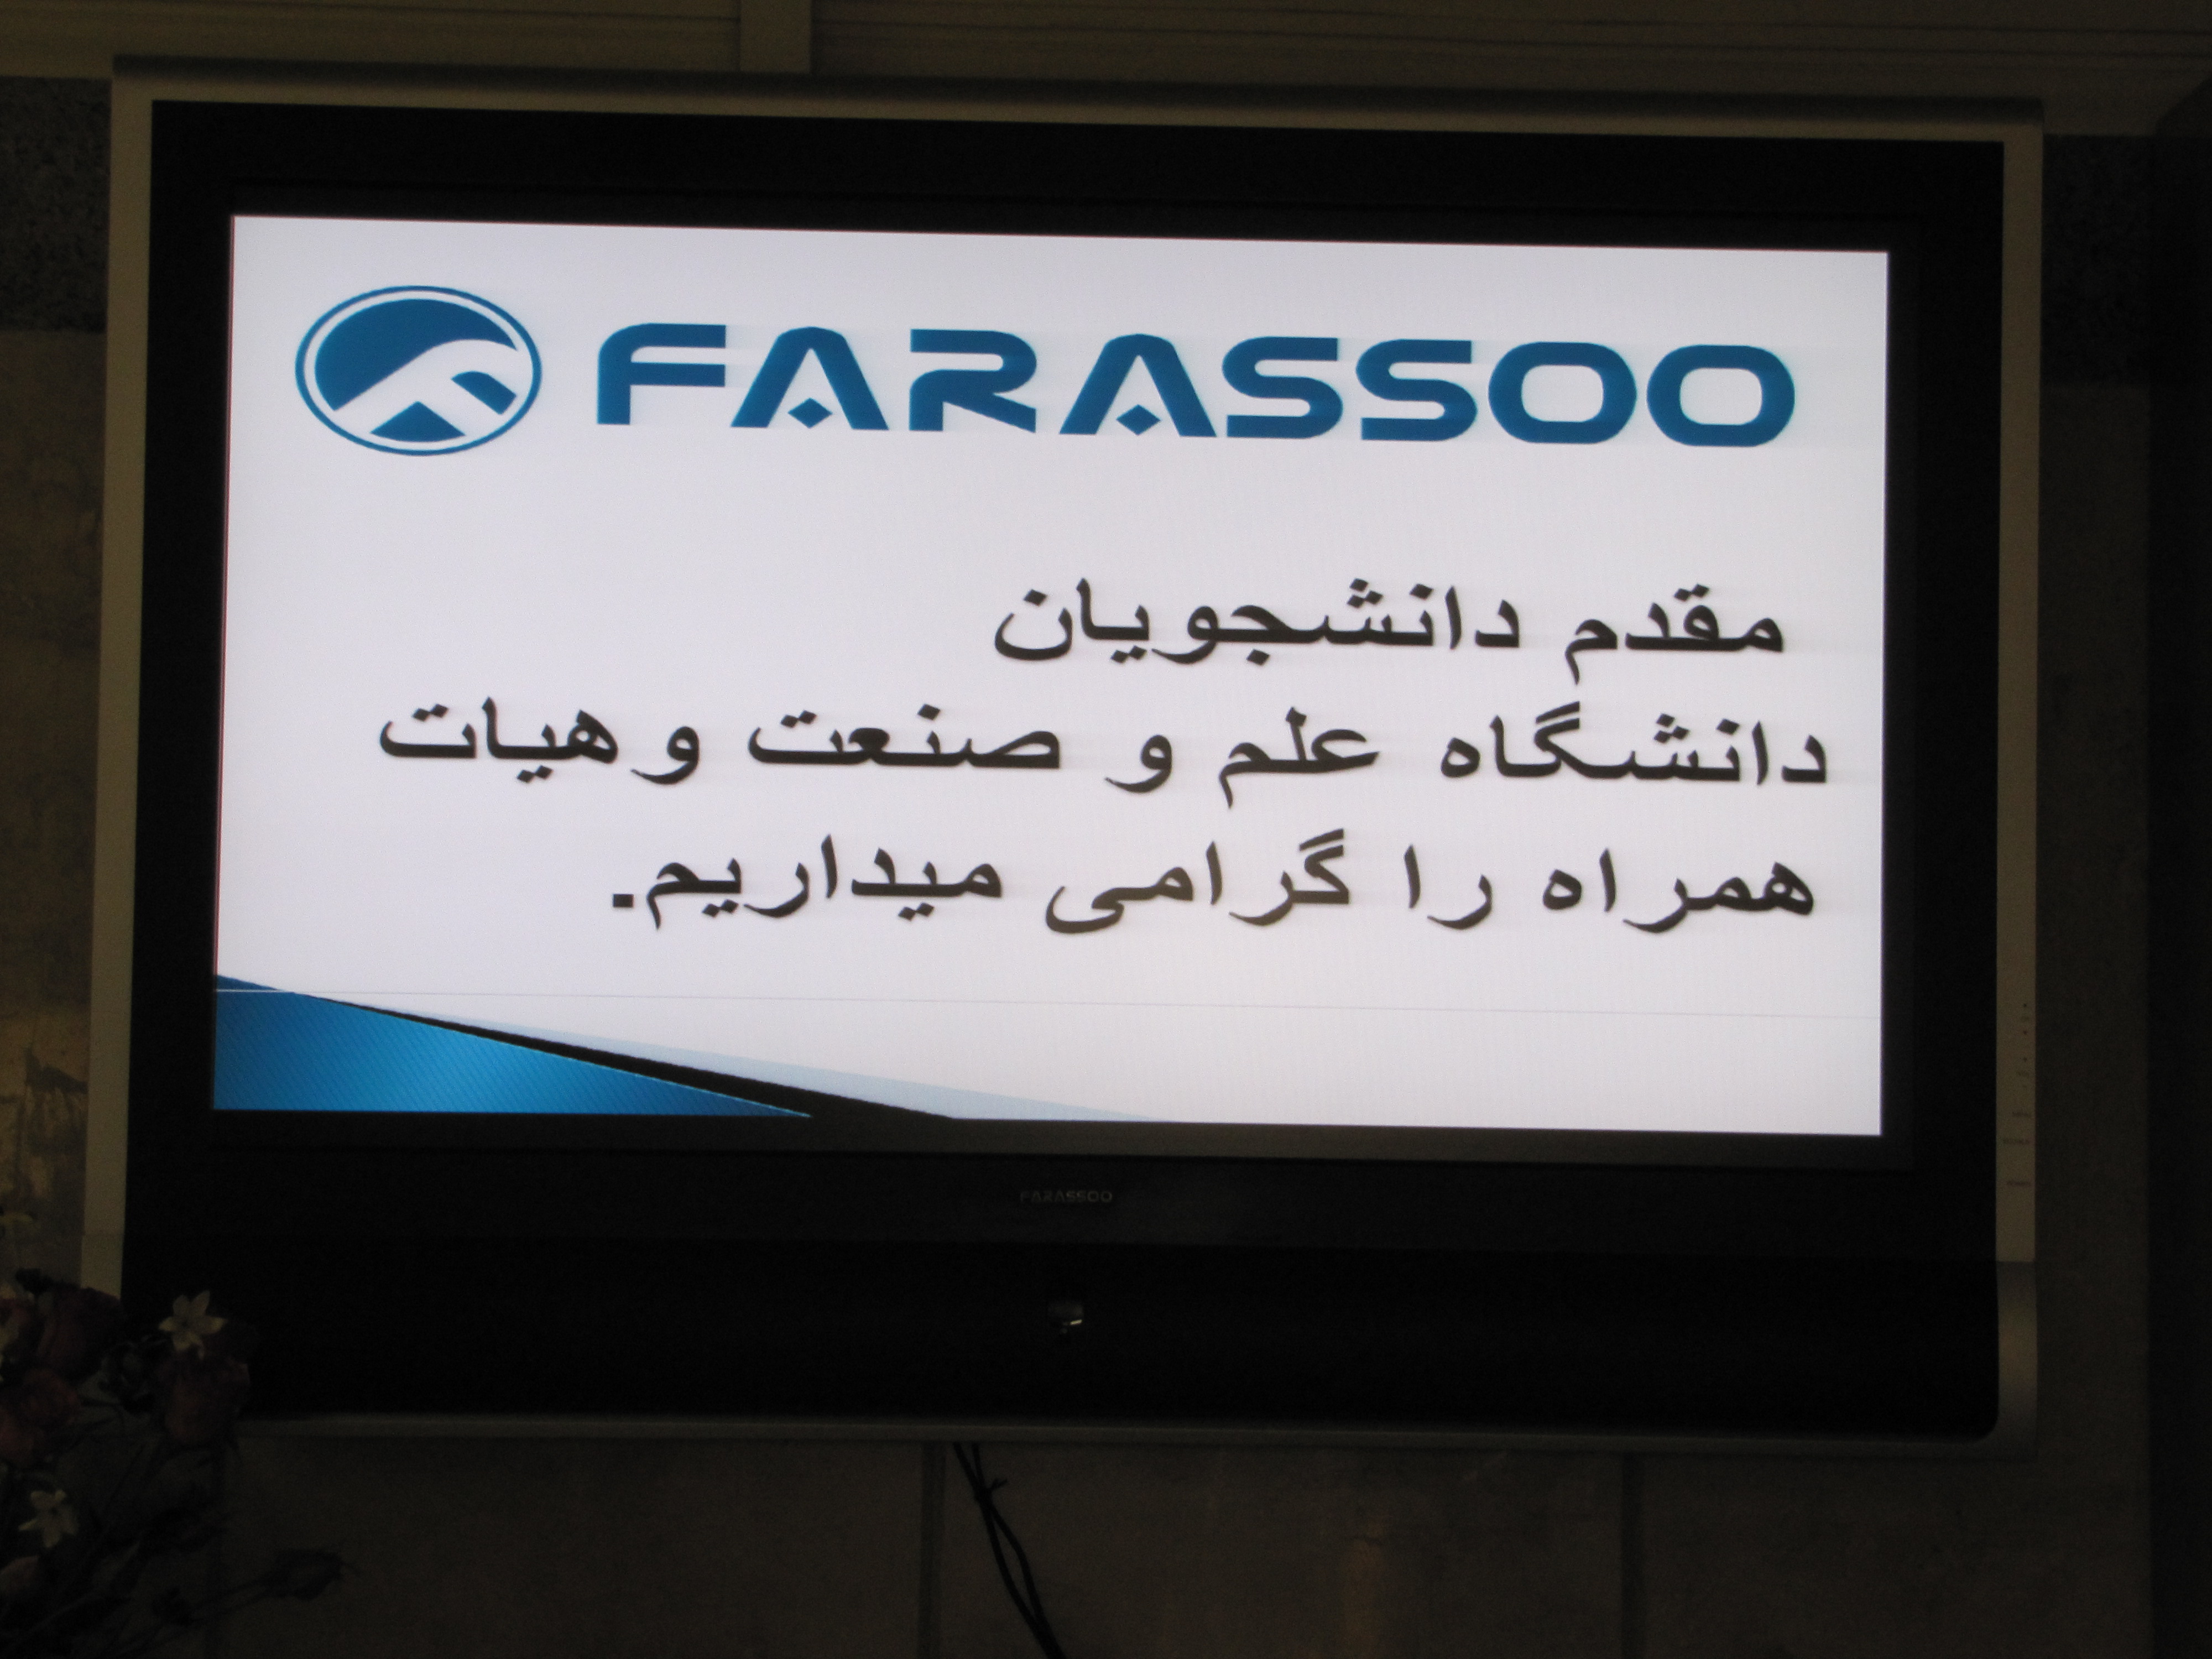 FARASSOO
مقدم دانشجویان
دانشگاه علم و صنعت و هیات
همراه را گرامی میداریم.
FARASSOO